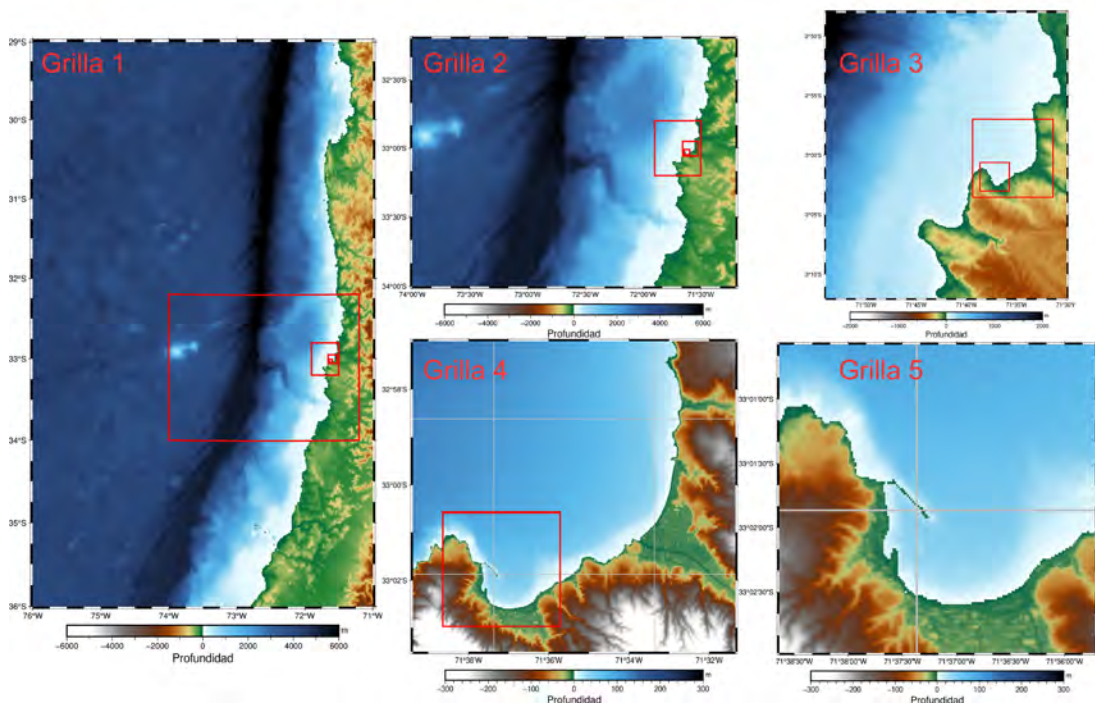 Grilla 1
29°S
30°S
31°S
32°S
33°S
34°S
35°S
36°S
76°W 75°W 74°W 73°W 72°W 71°W
−6000 −4000 −2000 0 2000 4000 6000 m
Profundidad
Grilla 2
32°30'S
33°00'S
33°30'S
34°00'S
74°00'W 73°30'W 73°00'W 72°30'W 72°00'W 71°30'W
−6000 −4000 −2000 0 2000 4000 6000 m
Profundidad
Grilla 3
71°50'W 71°45'W 71°40'W 71°35'W 71°30'W
−2000 −1000 0 1000 2000 m
Profundidad
Grilla 4
32°58'S
33°00'S
33°02'S
71°38'W 71°36'W 71°34'W 71°32'W
−300 −200 −100 0 100 200 300 m
Profundidad
Grilla 5
33°01'00"S
33°01'30"S
33°02'00"S
33°02'30"S
71°38'30"W 71°38'00"W 71°37'30"W 71°37'00"W 71°36'30"W 71°36'00"W
−300 −200 −100 0 100 200 300 m
Profundidad